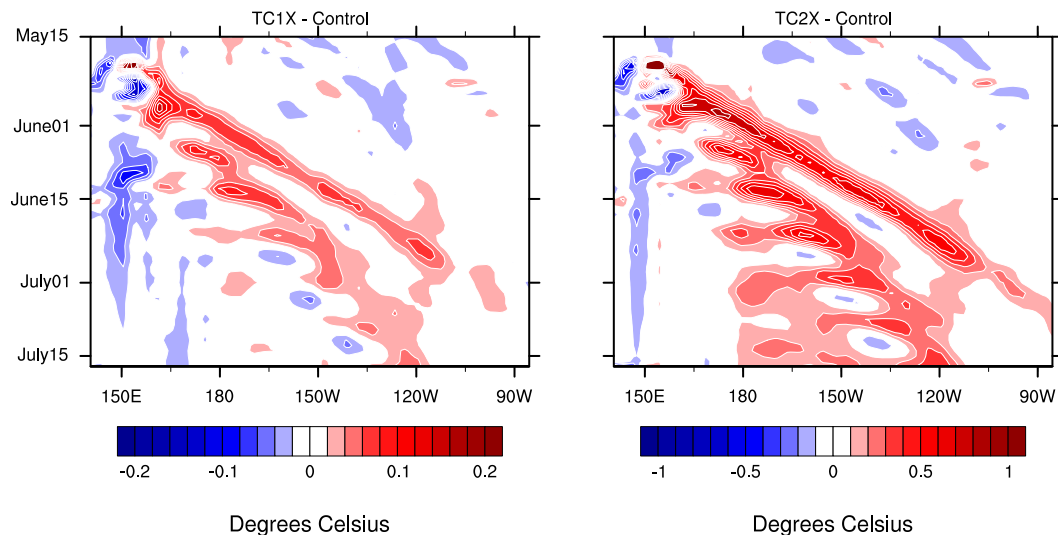 TC1X - Control
TC2X - Control
May15
June01
June15
July01
July15
150E 180 150W 120W 90W
150E 180 150W 120W 90W
-0.2 -0.1 0 0.1 0.2
-1 -0.5 0 0.5 1
Degrees Celsius
Degrees Celsius